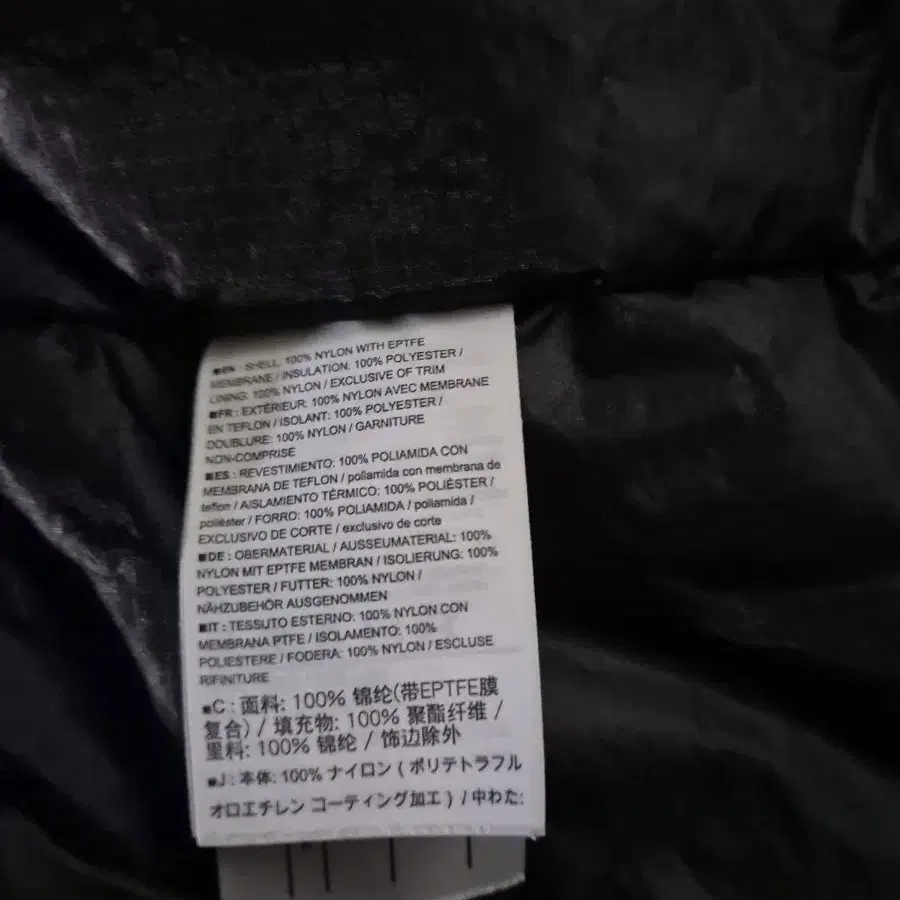 ■EN : SHELL: 100% NYLON WITH EPTFE
MEMBRANE / INSULATION: 100% POLYESTER /
LINING: 100% NYLON / EXCLUSIVE OF TRIM
■FR : EXTÉRIEUR: 100% NYLON AVEC MEMBRANE
EN TEFLON / ISOLANT: 100% POLYESTER /
DOUBLURE: 100% NYLON / GARNITURE
NON-COMPRISE
■ES : REVESTIMIENTO: 100% POLIAMIDA CON
MEMBRANA DE TEFLON / poliamida con membrana de
teflon / AISLAMIENTO TÉRMICO: 100% POLIÉSTER /
poliéster / FORRO: 100% POLIAMIDA / poliamida /
EXCLUSIVO DE CORTE / exclusivo de corte
■DE : OBERMATERIAL / AUSSEUMATERIAL: 100%
NYLON MIT EPTFE MEMBRAN / ISOLIERUNG: 100%
POLYESTER / FUTTER: 100% NYLON /
NÄHZUBEHÖR AUSGENOMMEN
■IT : TESSUTO ESTERNO: 100% NYLON CON
MEMBRANA PTFE / ISOLAMENTO: 100%
POLIESTERE / FODERA: 100% NYLON / ESCLUSE
RIFINITURE
■C : 面料: 100% 锦纶(带EPTFE膜
复合) / 填充物: 100% 聚酯纤维 /
里料: 100% 锦纶 / 饰边除外
■J : 本体: 100% ナイロン ( ポリテトラフル
オロエチレン コーティング加工 ) / 中わた: